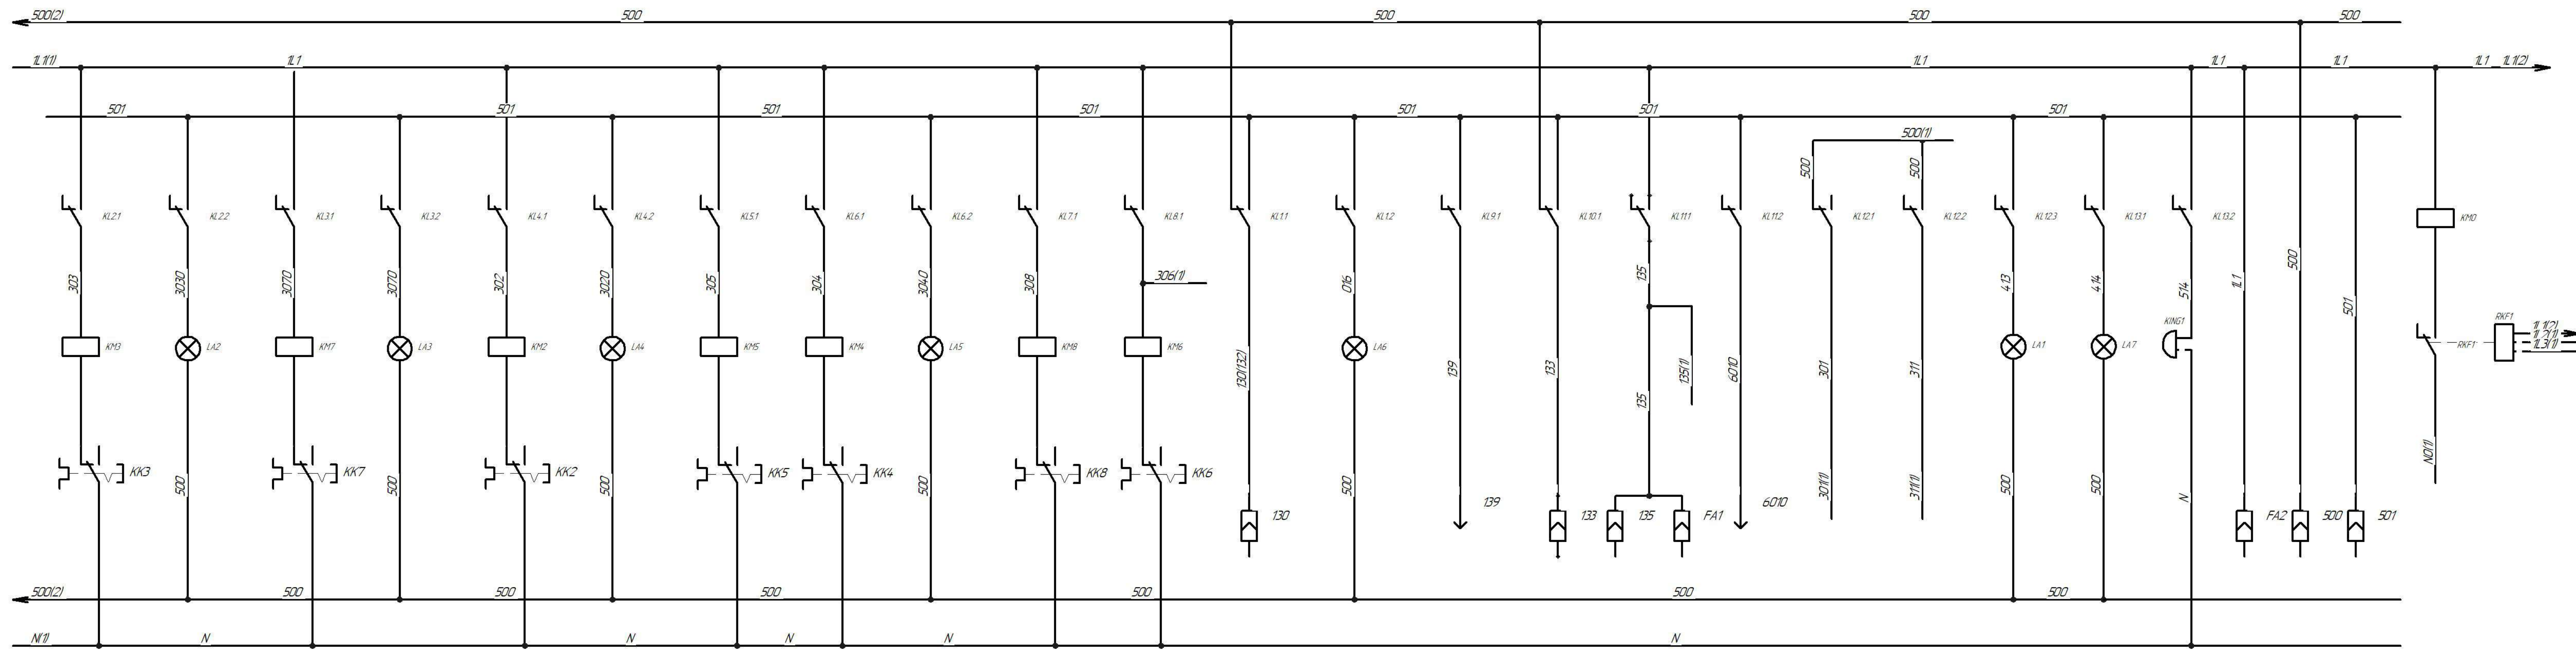 500(2) 500 500 500 500
1L1(1) 1L1 1L1 1L1 1L1 1L1 1L1(2)
501 501 501 501 501 501 501
500(1)
500 500
KL2.1 KL2.2 KL3.1 KL3.2 KL4.1 KL4.2 KL5.1 KL6.1 KL6.2 KL7.1 KL8.1 KL1.1 KL1.2 KL9.1 KL10.1 KL11.1 KL11.2 KL12.1 KL12.2 KL12.3 KL13.1 KL13.2 KM0
303 3030 3070 3070 302 3020 305 304 3040 308 306(1) 016 135 413 414 514 1L1 500 501
KING1 RKF1
KM3 LA2 KM7 LA3 KM2 LA4 KM5 KM4 LA5 KM8 KM6 LA6 LA1 LA7 RKF1
1L1(2)
1L2(1)
1L3(1)
130(132) 139 133 135(1) 6010 301 311
135
KK3 KK7 KK2 KK5 KK4 KK8 KK6 N0(1)
500 500 500 500 500 301(1) 311(1) 500 500 N
139 6010
130 133 135 FA1 FA2 500 501
500(2) 500 500 500 500 500 500
N(1) N N N N N